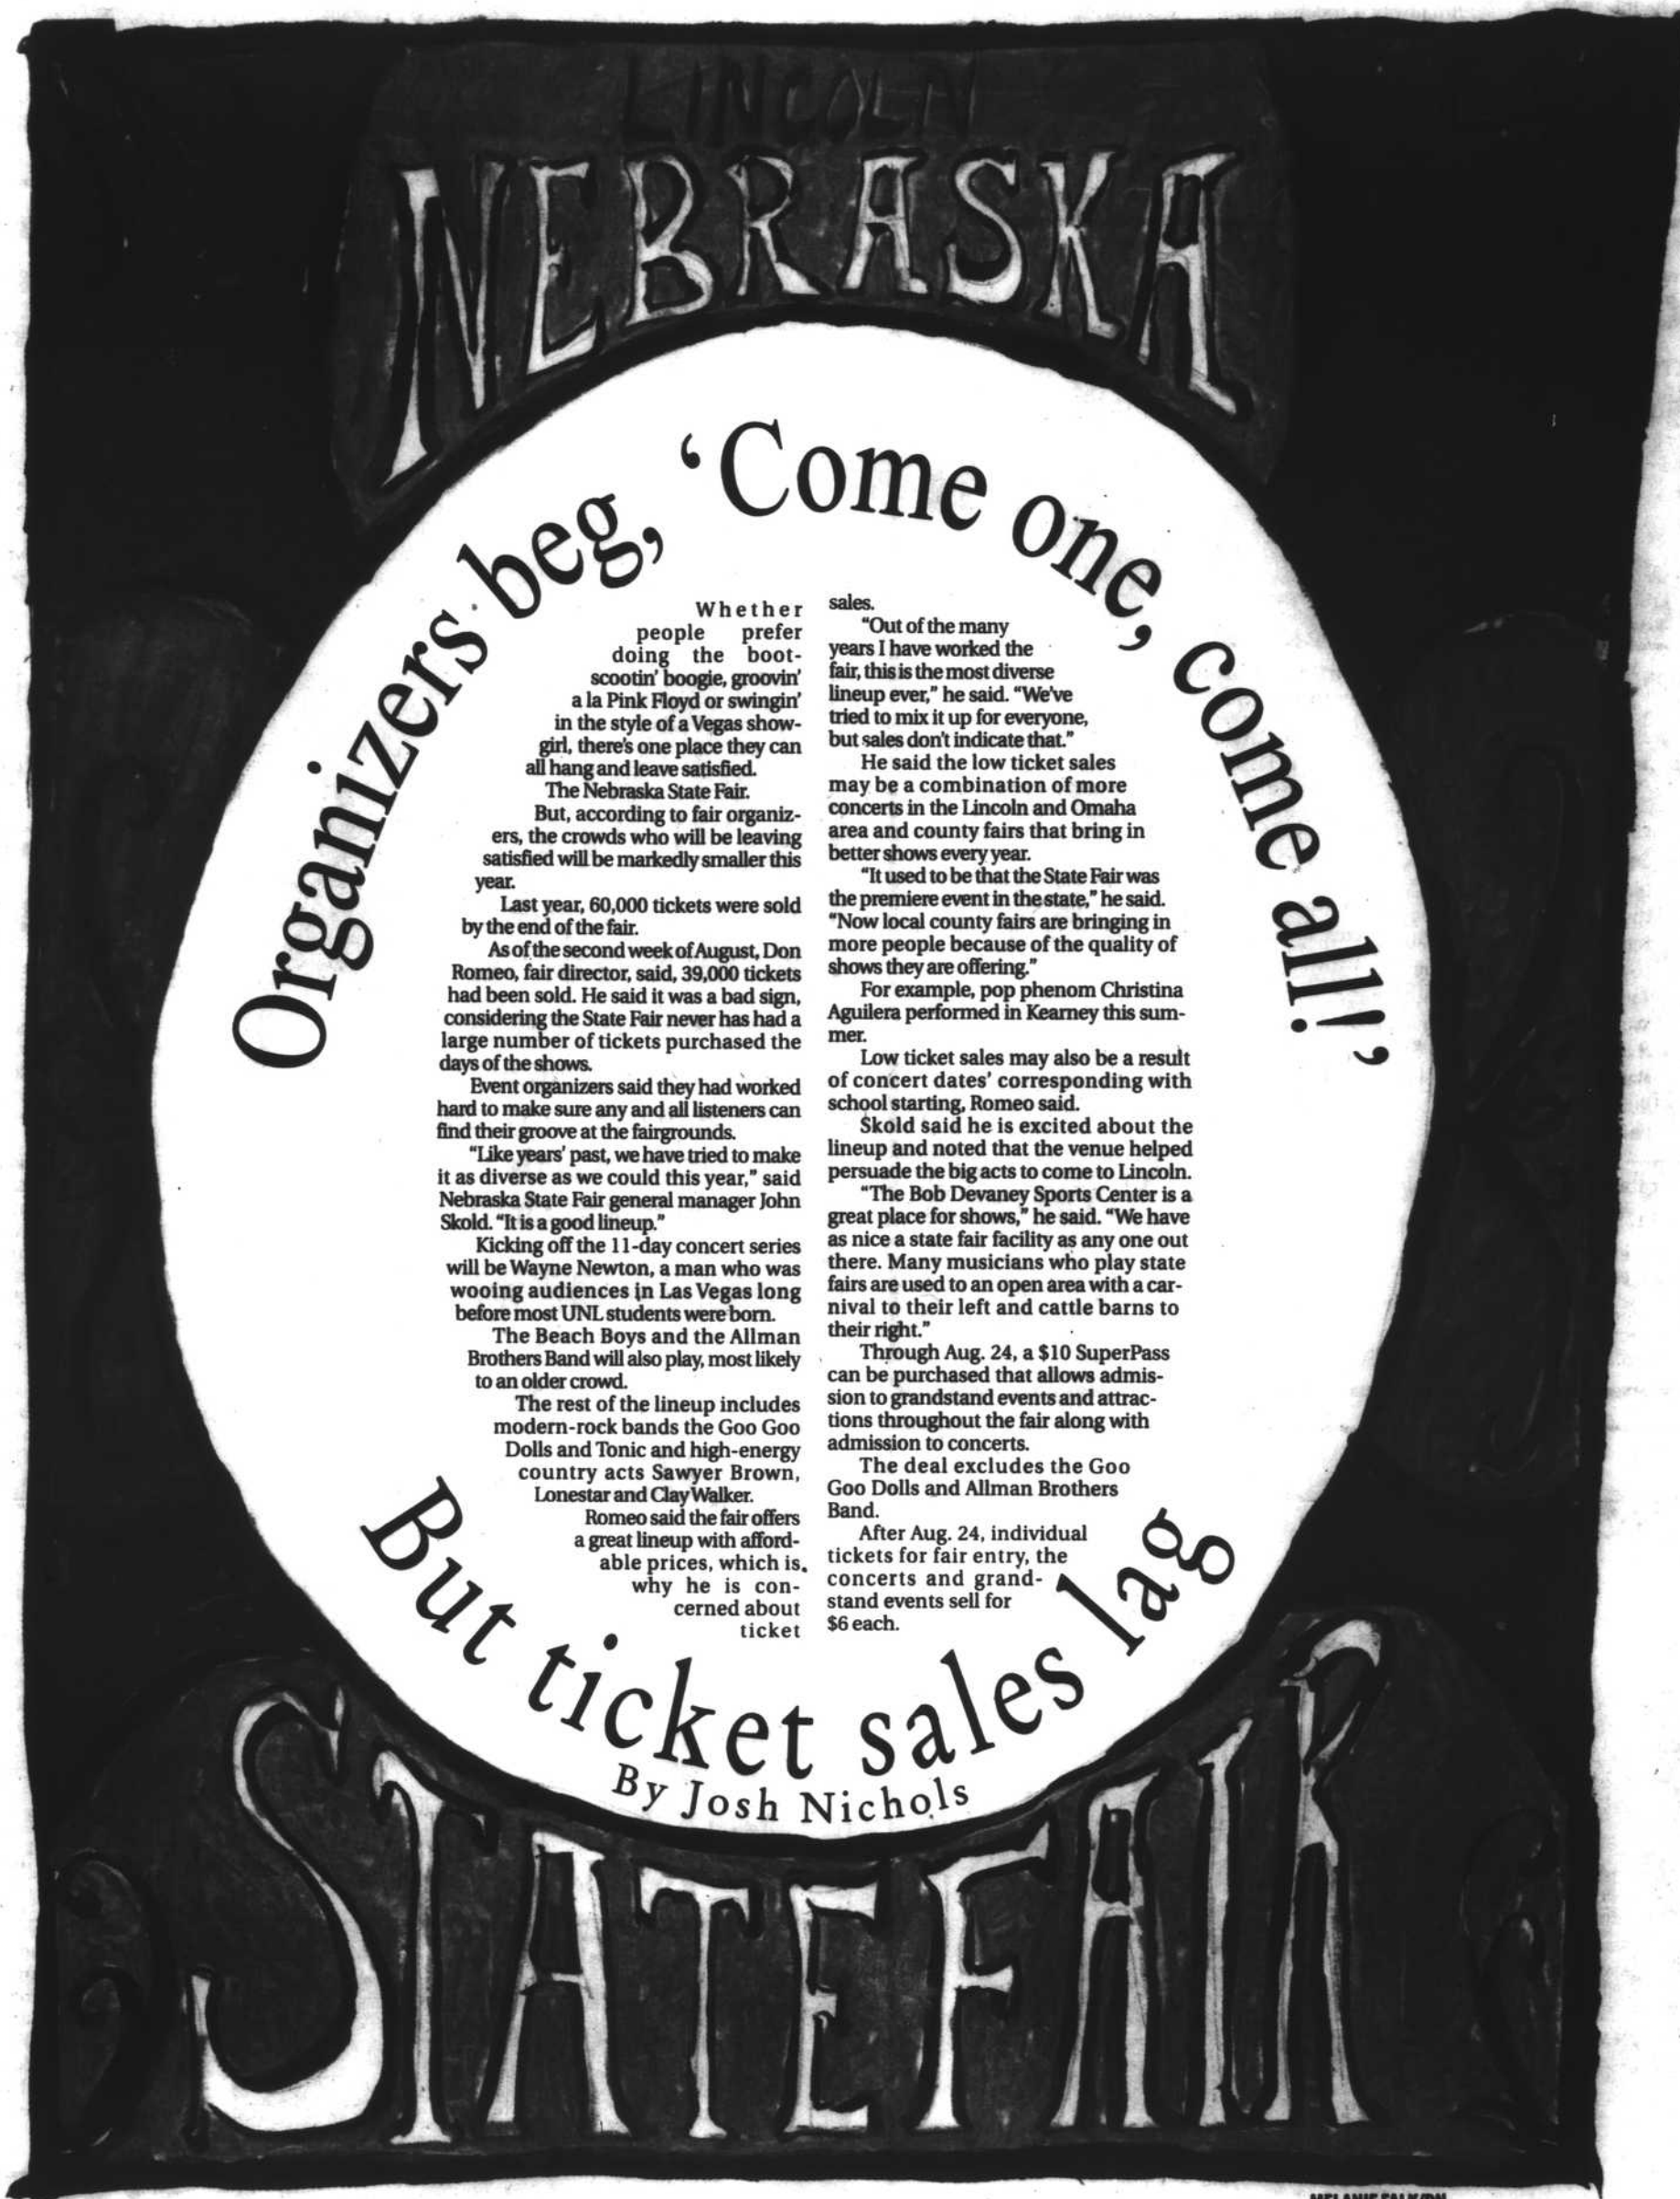 LINCOLN
NEBRASKA
Organizers beg, ‘Come one, come all!’
Whether
people prefer
doing the boot-
scootin’ boogie, groovin’
a la Pink Floyd or swingin’
in the style of a Vegas show-
girl, there’s one place they can
all hang and leave satisfied.
The Nebraska State Fair.
But, according to fair organiz-
ers, the crowds who will be leaving
satisfied will be markedly smaller this
year.
Last year, 60,000 tickets were sold
by the end of the fair.
As of the second week of August, Don
Romeo, fair director, said, 39,000 tickets
had been sold. He said it was a bad sign,
considering the State Fair never has had a
large number of tickets purchased the
days of the shows.
Event organizers said they had worked
hard to make sure any and all listeners can
find their groove at the fairgrounds.
“Like years’ past, we have tried to make
it as diverse as we could this year,” said
Nebraska State Fair general manager John
Skold. “It is a good lineup.”
Kicking off the 11-day concert series
will be Wayne Newton, a man who was
wooing audiences in Las Vegas long
before most UNL students were born.
The Beach Boys and the Allman
Brothers Band will also play, most likely
to an older crowd.
The rest of the lineup includes
modern-rock bands the Goo Goo
Dolls and Tonic and high-energy
country acts Sawyer Brown,
Lonestar and Clay Walker.
Romeo said the fair offers
a great lineup with afford-
able prices, which is
why he is con-
cerned about
ticket
sales.
“Out of the many
years I have worked the
fair, this is the most diverse
lineup ever,” he said. “We’ve
tried to mix it up for everyone,
but sales don’t indicate that.”
He said the low ticket sales
may be a combination of more
concerts in the Lincoln and Omaha
area and county fairs that bring in
better shows every year.
“It used to be that the State Fair was
the premiere event in the state,” he said.
“Now local county fairs are bringing in
more people because of the quality of
shows they are offering.”
For example, pop phenom Christina
Aguilera performed in Kearney this sum-
mer.
Low ticket sales may also be a result
of concert dates’ corresponding with
school starting, Romeo said.
Skold said he is excited about the
lineup and noted that the venue helped
persuade the big acts to come to Lincoln.
“The Bob Devaney Sports Center is a
great place for shows,” he said. “We have
as nice a state fair facility as any one out
there. Many musicians who play state
fairs are used to an open area with a car-
nival to their left and cattle barns to
their right.”
Through Aug. 24, a $10 SuperPass
can be purchased that allows admis-
sion to grandstand events and attrac-
tions throughout the fair along with
admission to concerts.
The deal excludes the Goo
Goo Dolls and Allman Brothers
Band.
After Aug. 24, individual
tickets for fair entry, the
concerts and grand-
stand events sell for
$6 each.
But ticket sales lag
By Josh Nichols
STATE FAIR